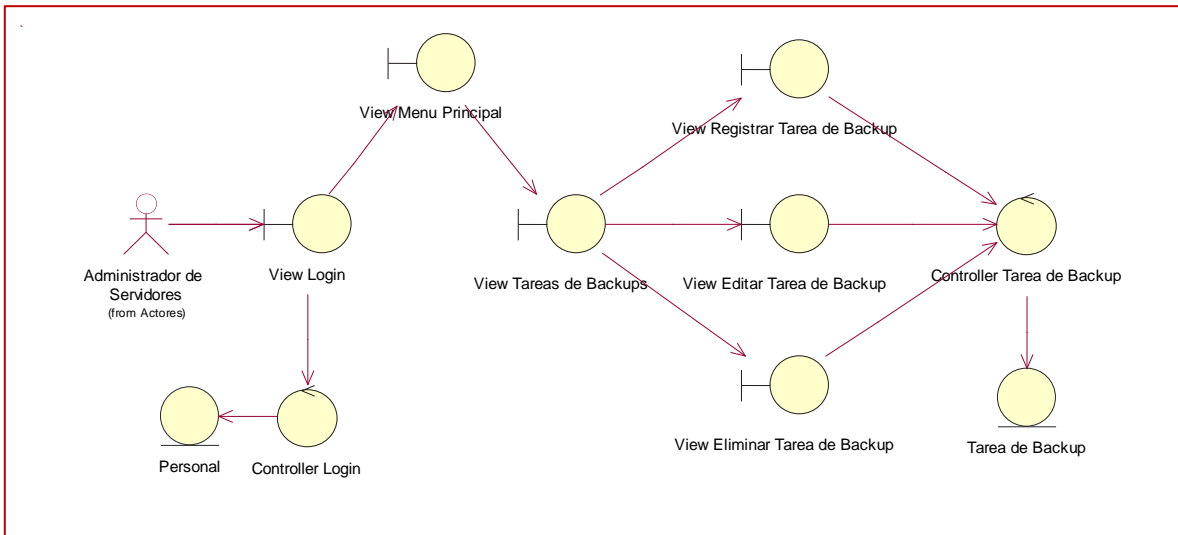 View Menu Principal
View Registrar Tarea de Backup
Administrador de
Servidores
(from Actores)
View Login
View Tareas de Backups
View Editar Tarea de Backup
Controller Tarea de Backup
Personal
Controller Login
View Eliminar Tarea de Backup
Tarea de Backup